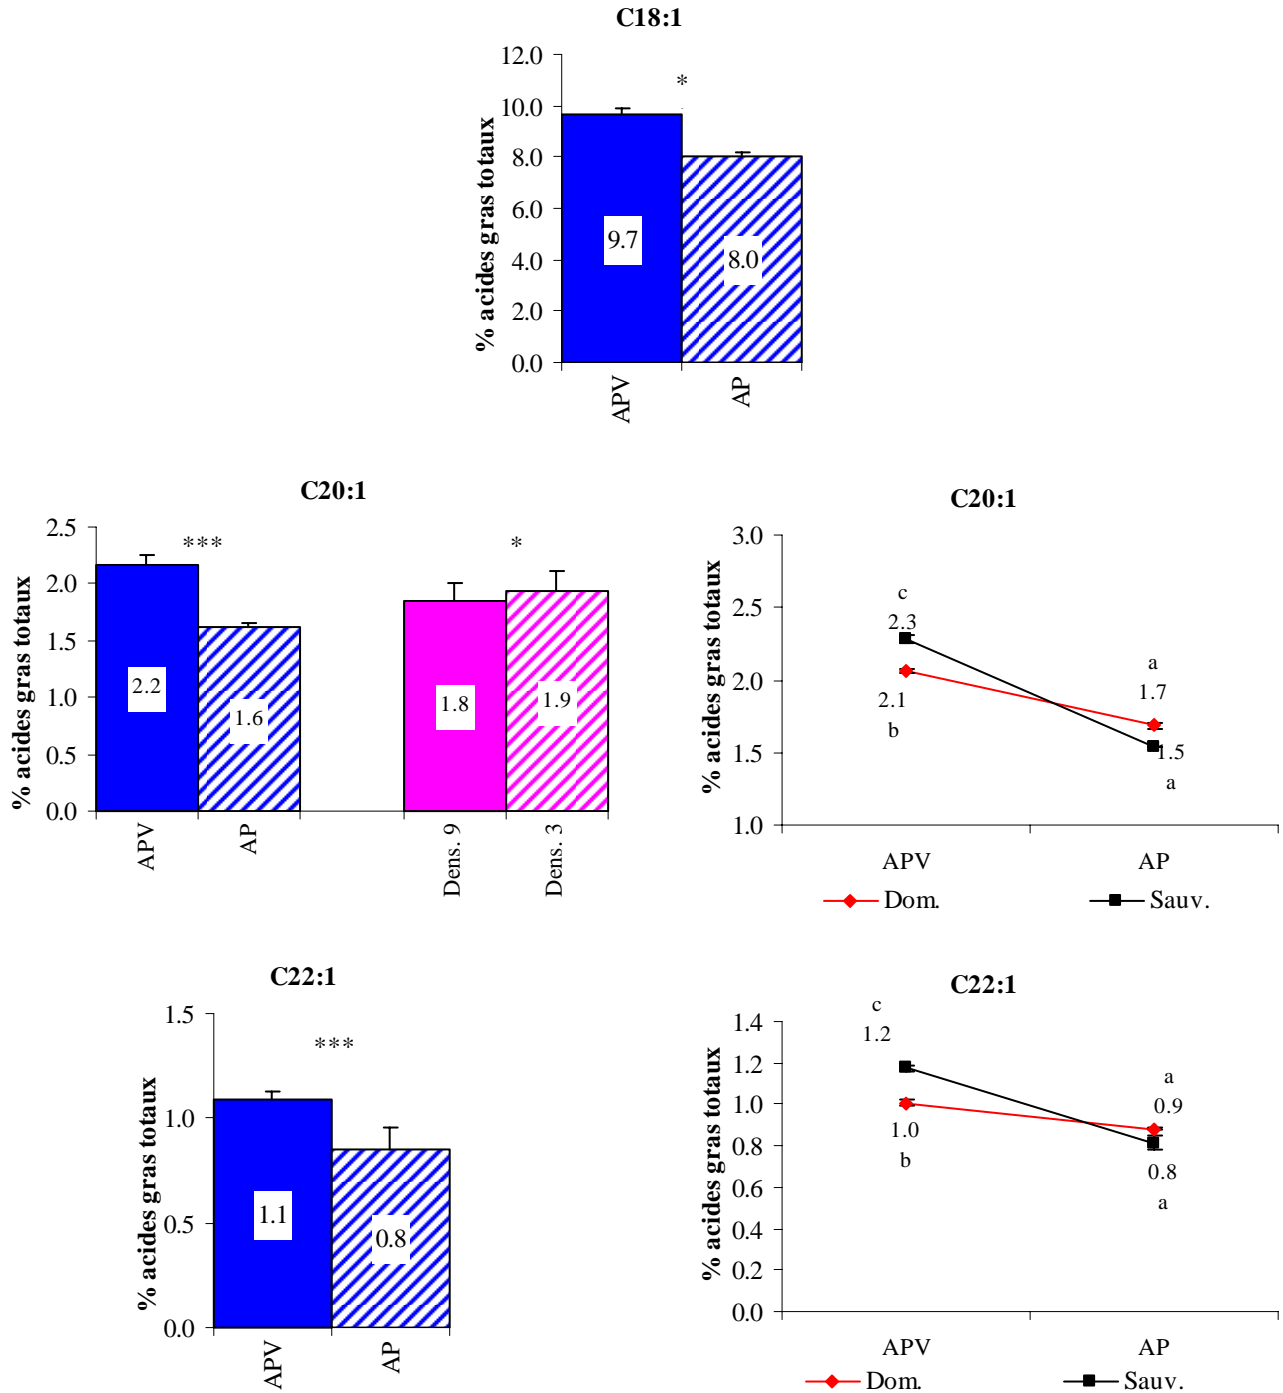 C18:1
% acides gras totaux
12.0
10.0
8.0
6.0
4.0
2.0
0.0
*
9.7
8.0
APV
AP
C20:1
% acides gras totaux
2.5
2.0
1.5
1.0
0.5
0.0
***
*
2.2
1.6
1.8
1.9
APV
AP
Dens. 9
Dens. 3
C20:1
% acides gras totaux
3.0
2.5
2.0
1.5
1.0
c
2.3
2.1
b
a
1.7
1.5
a
APV
AP
Dom.
Sauv.
C22:1
% acides gras totaux
1.5
1.0
0.5
0.0
***
1.1
0.8
APV
AP
C22:1
% acides gras totaux
1.4
1.2
1.0
0.8
0.6
0.4
0.2
0.0
c
1.2
1.0
b
a
0.9
0.8
a
APV
AP
Dom.
Sauv.